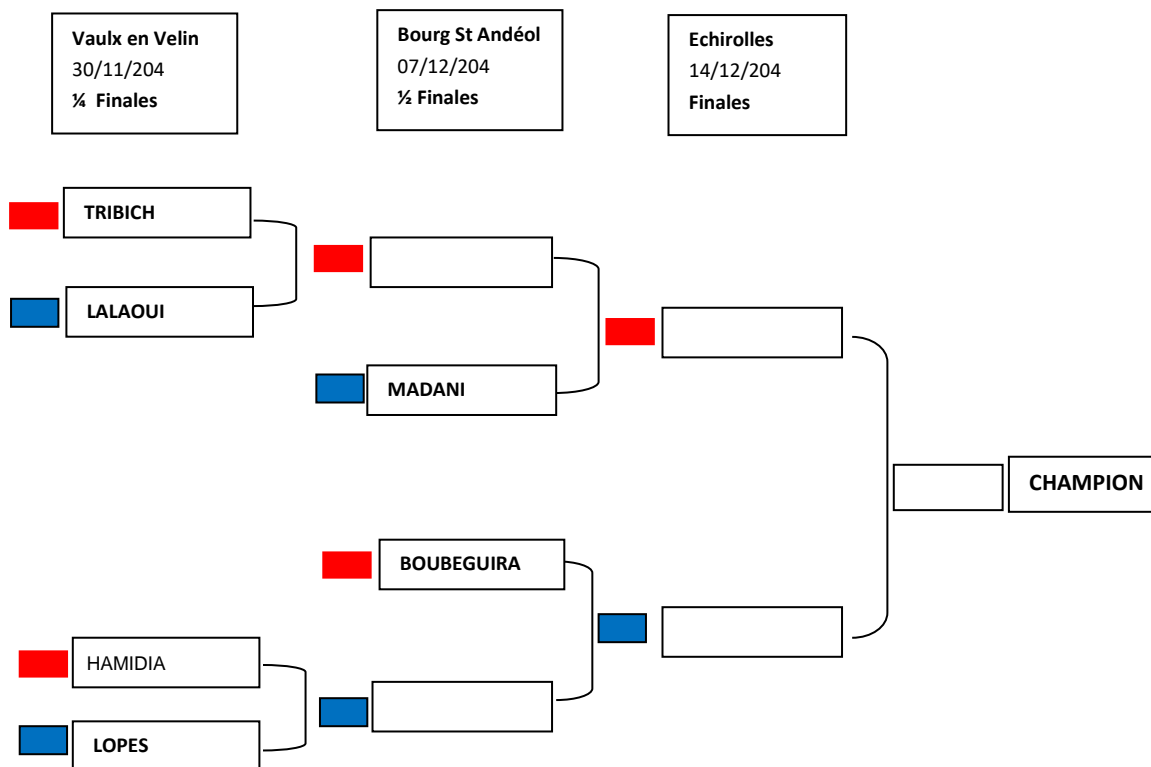 Vaulx en Velin
30/11/204
¼ Finales
Bourg St Andéol
07/12/204
½ Finales
Echirolles
14/12/204
Finales
TRIBICH
LALAOUI
MADANI
CHAMPION
BOUBEGUIRA
HAMIDIA
LOPES